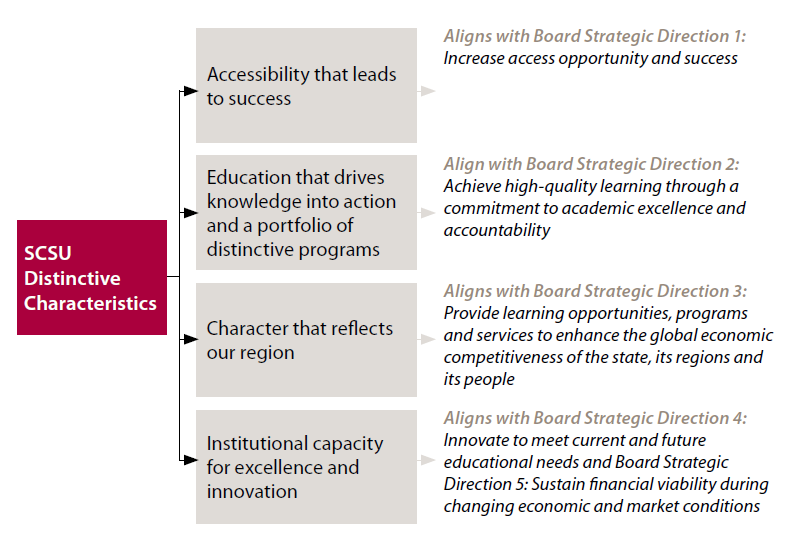 SCSU
Distinctive
Characteristics
Accessibility that leads
to success
Aligns with Board Strategic Direction 1:
Increase access opportunity and success
Education that drives
knowledge into action
and a portfolio of
distinctive programs
Align with Board Strategic Direction 2:
Achieve high-quality learning through a
commitment to academic excellence and
accountability
Character that reflects
our region
Aligns with Board Strategic Direction 3:
Provide learning opportunities, programs
and services to enhance the global economic
competitiveness of the state, its regions and
its people
Institutional capacity
for excellence and
innovation
Aligns with Board Strategic Direction 4:
Innovate to meet current and future
educational needs and Board Strategic
Direction 5: Sustain financial viability during
changing economic and market conditions